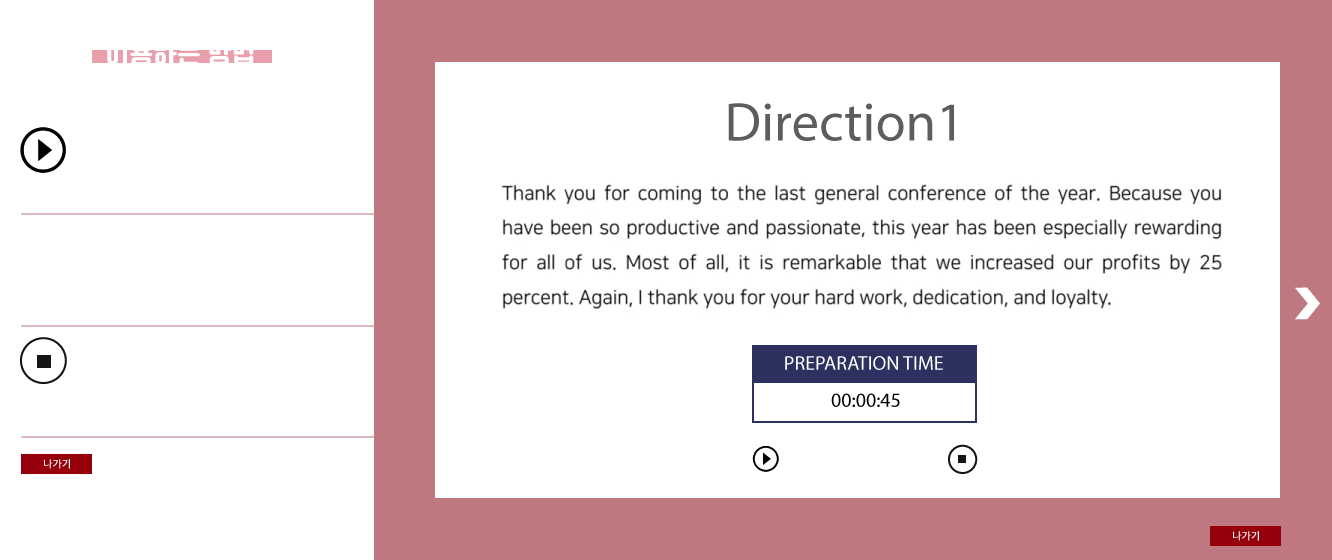 나가기
Direction1
Thank you for coming to the last general conference of the year. Because you
have been so productive and passionate, this year has been especially rewarding
for all of us. Most of all, it is remarkable that we increased our profits by 25
percent. Again, I thank you for your hard work, dedication, and loyalty.
PREPARATION TIME
00:00:45
나가기